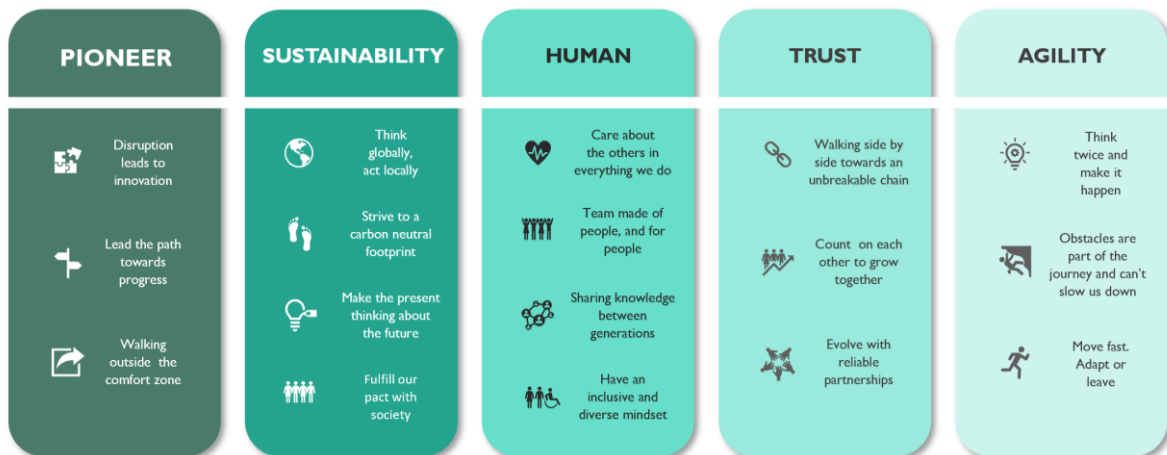 PIONEER
Disruption
leads to
innovation
Lead the path
towards
progress
Walking
outside the
comfort zone
SUSTAINABILITY
Think
globally,
act locally
Strive to a
carbon neutral
footprint
Make the present
thinking about
the future
Fulfill our
pact with
society
HUMAN
Care about
the others in
everything we do
Team made of
people, and for
people
Sharing knowledge
between
generations
Have an
inclusive and
diverse mindset
TRUST
Walking side by
side towards an
unbreakable chain
Count on each
other to grow
together
Evolve with
reliable
partnerships
AGILITY
Think
twice and
make it
happen
Obstacles are
part of the
journey and can't
slow us down
Move fast.
Adapt or
leave